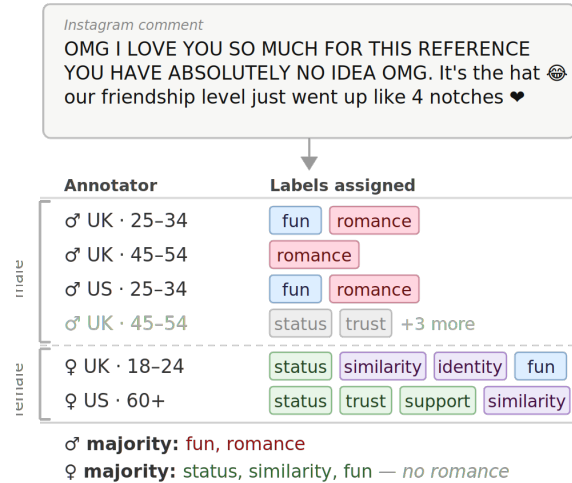 Instagram comment
OMG I LOVE YOU SO MUCH FOR THIS REFERENCE
YOU HAVE ABSOLUTELY NO IDEA OMG. It's the hat 😂
our friendship level just went up like 4 notches ❤
Annotator Labels assigned
male
♂ UK · 25–34 fun romance
♂ UK · 45–54 romance
♂ US · 25–34 fun romance
♂ UK · 45–54 status trust +3 more
female
♀ UK · 18–24 status similarity identity fun
♀ US · 60+ status trust support similarity
♂ majority: fun, romance
♀ majority: status, similarity, fun — no romance